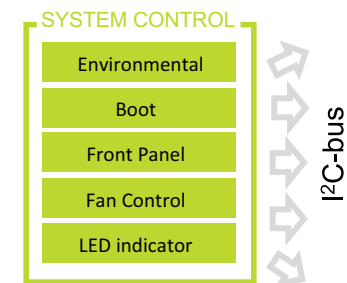 SYSTEM CONTROL
Environmental
Boot
Front Panel
Fan Control
LED indicator
I²C-bus